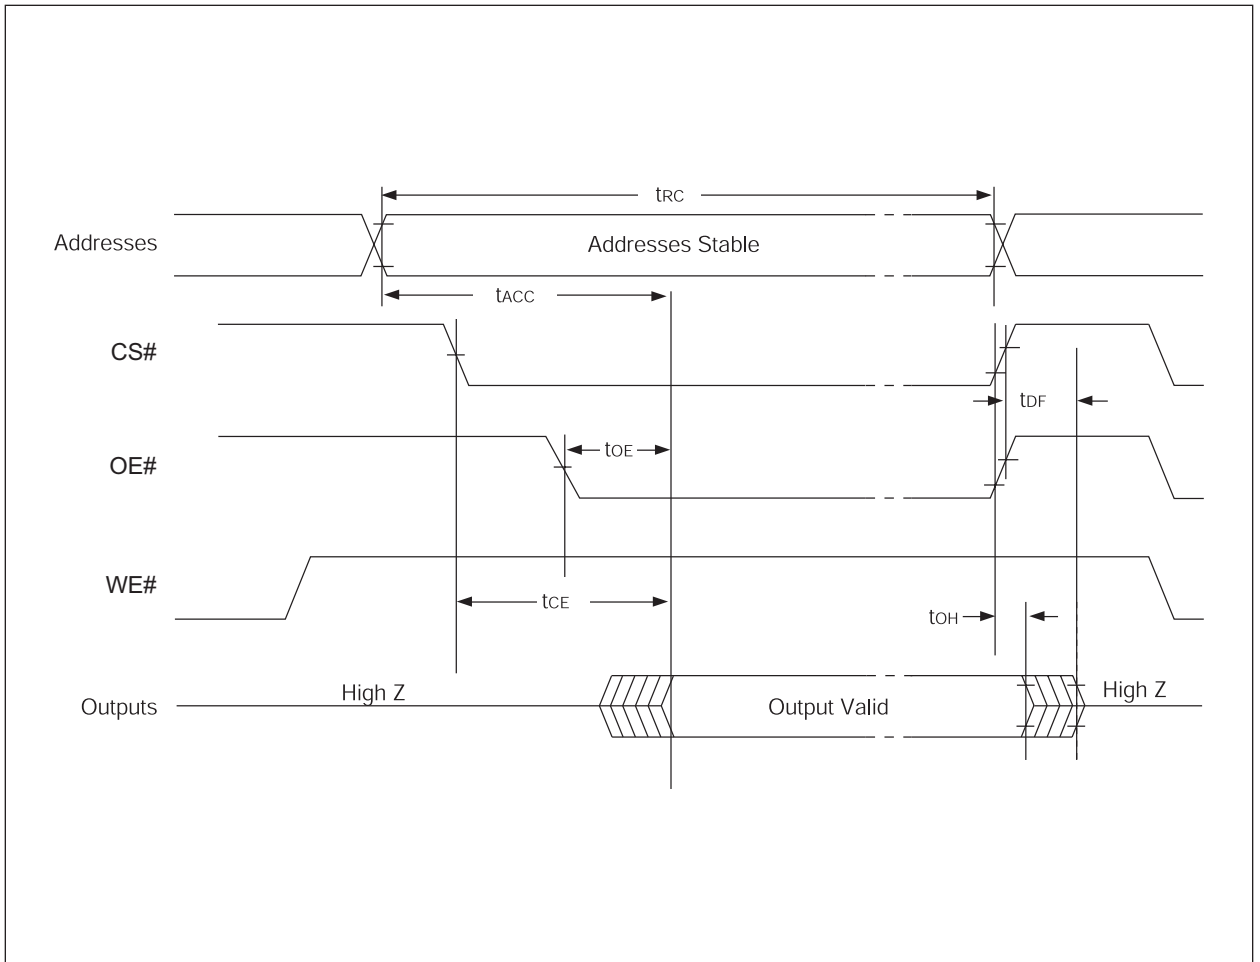 tRC
Addresses
Addresses Stable
tACC
CS#
tDF
OE#
tOE
WE#
tCE
tOH
Outputs
High Z
Output Valid
High Z